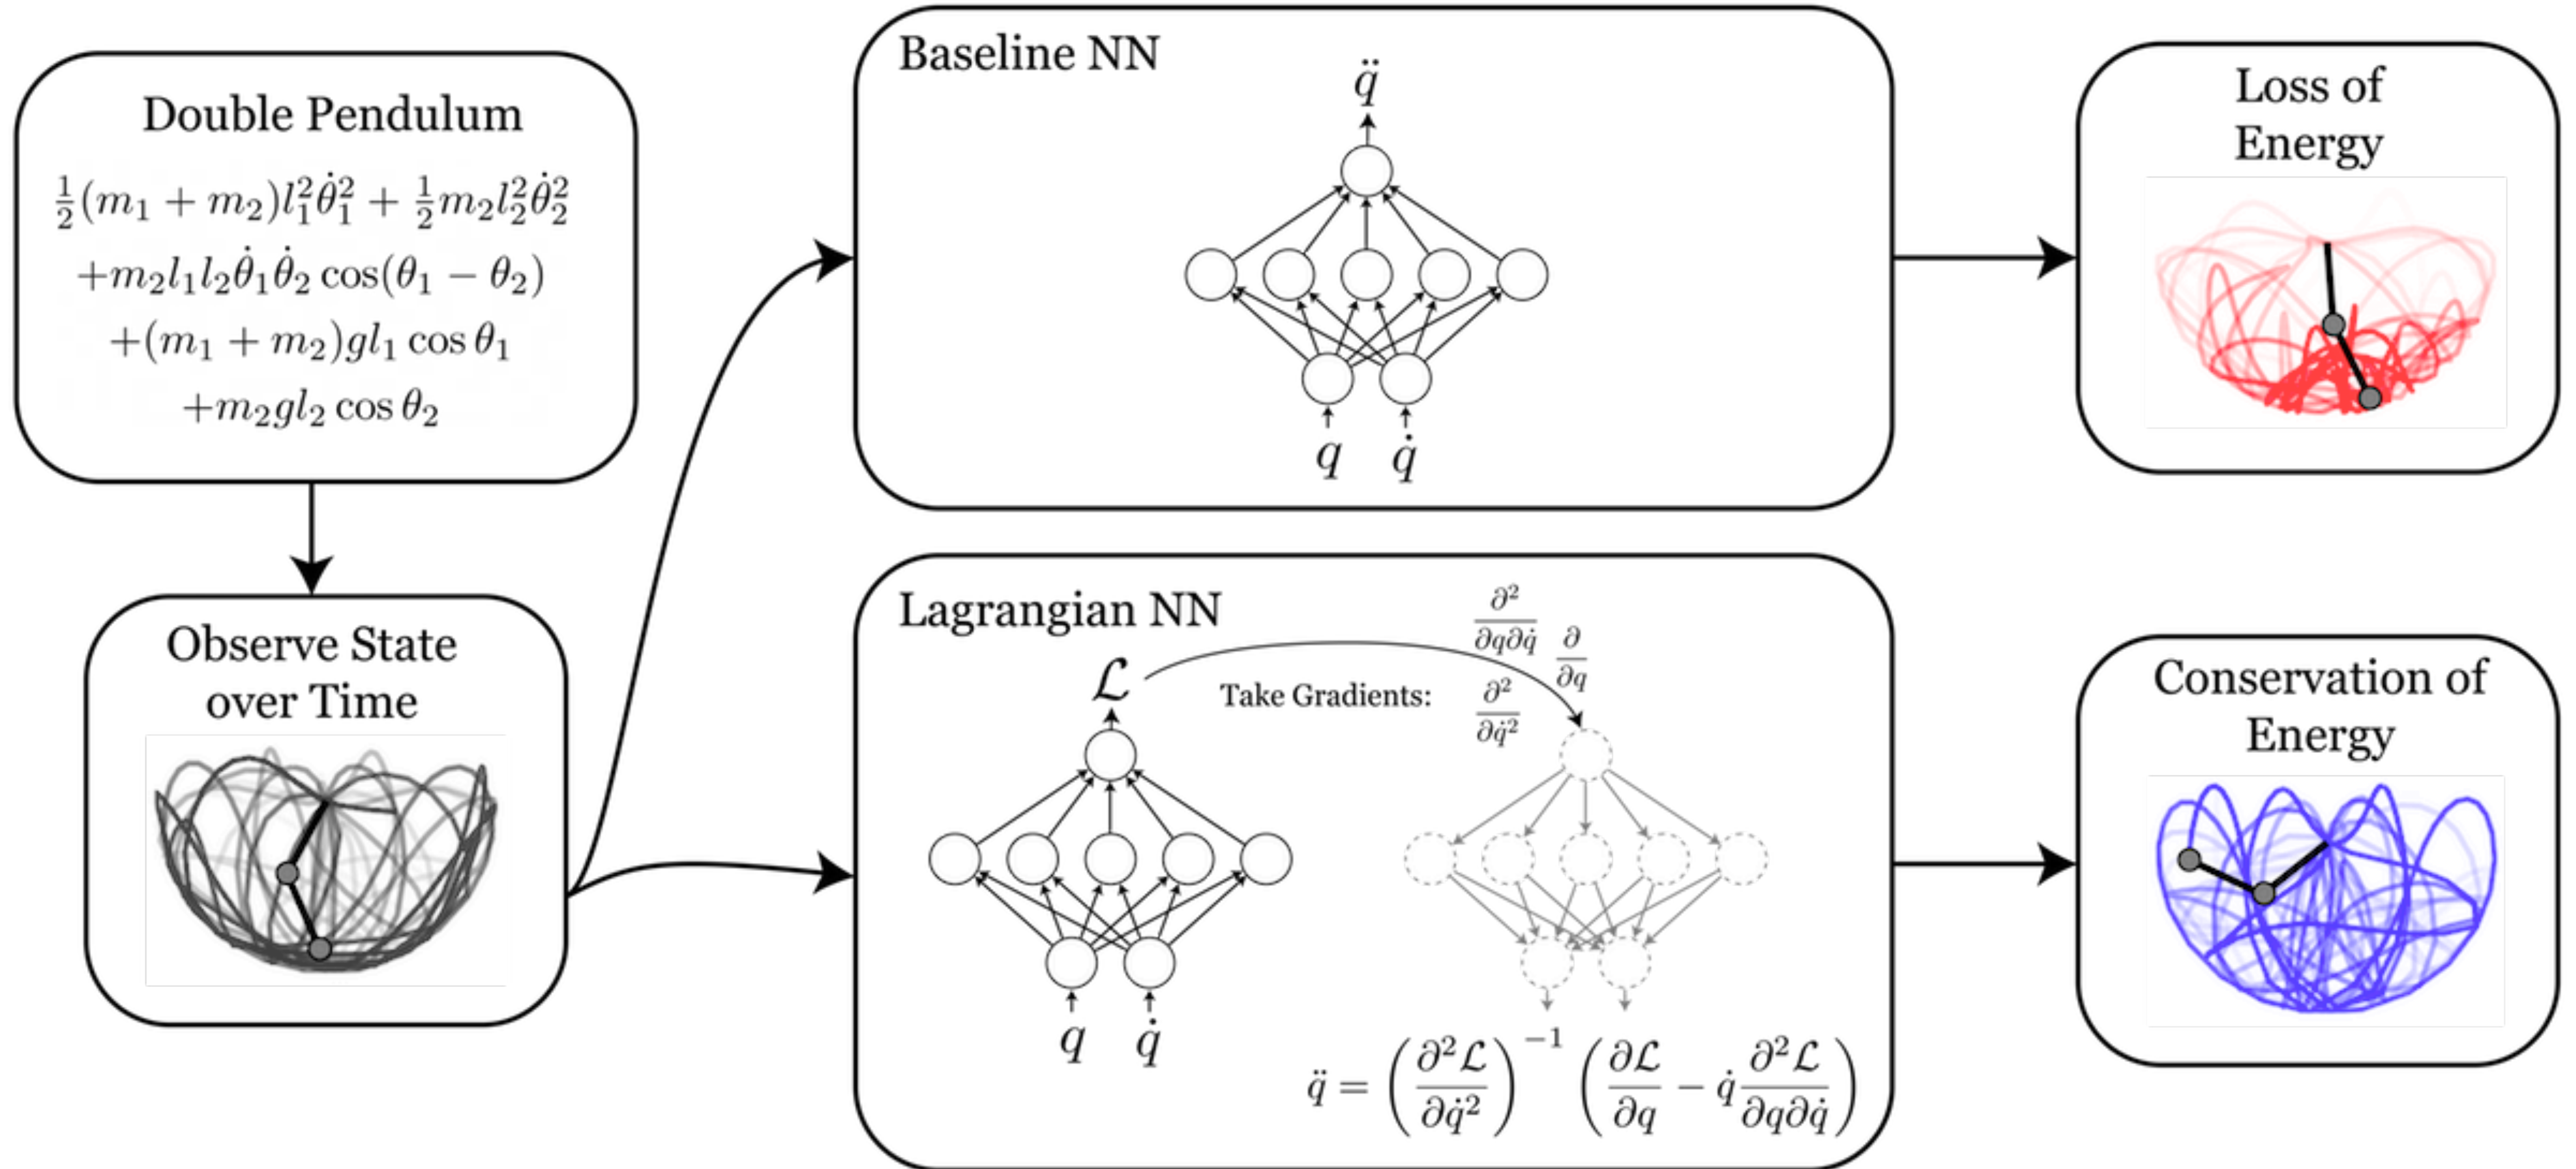 Double Pendulum
½(m₁ + m₂)l₁²θ̇₁² + ½m₂l₂²θ̇₂²
+m₂l₁l₂θ̇₁θ̇₂ cos(θ₁ − θ₂)
+(m₁ + m₂)gl₁ cos θ₁
+m₂gl₂ cos θ₂
Observe State
over Time
Baseline NN
q̈
q q̇
Loss of
Energy
Lagrangian NN
ℒ
Take Gradients:
∂²/∂q∂q̇
∂/∂q
∂²/∂q̇²
q q̇
q̈ = (∂²ℒ/∂q̇²)⁻¹ (∂ℒ/∂q − q̇ ∂²ℒ/∂q∂q̇)
Conservation of
Energy